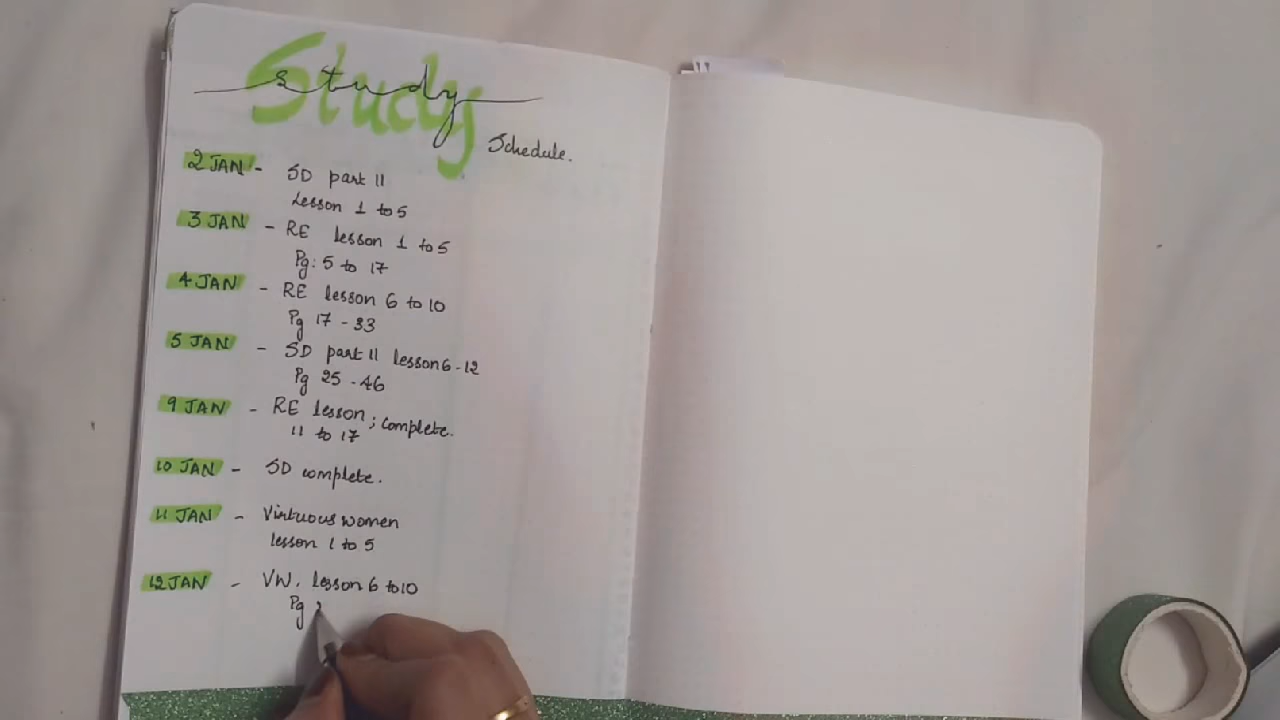 Study
study
Schedule.
2 JAN - SD part II
Lesson 1 to 5
3 JAN - RE lesson 1 to 5
Pg: 5 to 17
4 JAN - RE lesson 6 to 10
Pg 17 - 33
5 JAN - SD part II lesson 6 - 12
Pg 25 - 46
9 JAN - RE lesson ; complete.
11 to 17
10 JAN - SD complete.
11 JAN - Virtuous women
lesson 1 to 5
12 JAN - VW. lesson 6 to 10
Pg